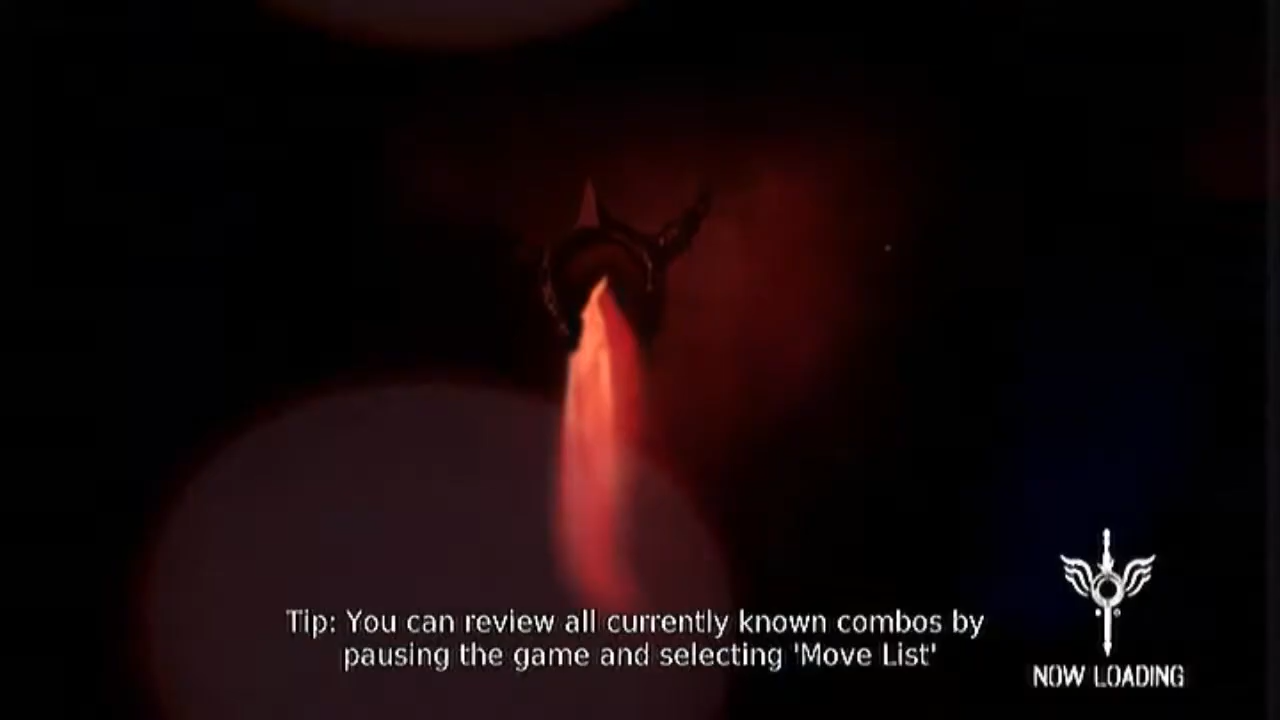 Tip: You can review all currently known combos by
pausing the game and selecting 'Move List'
NOW LOADING